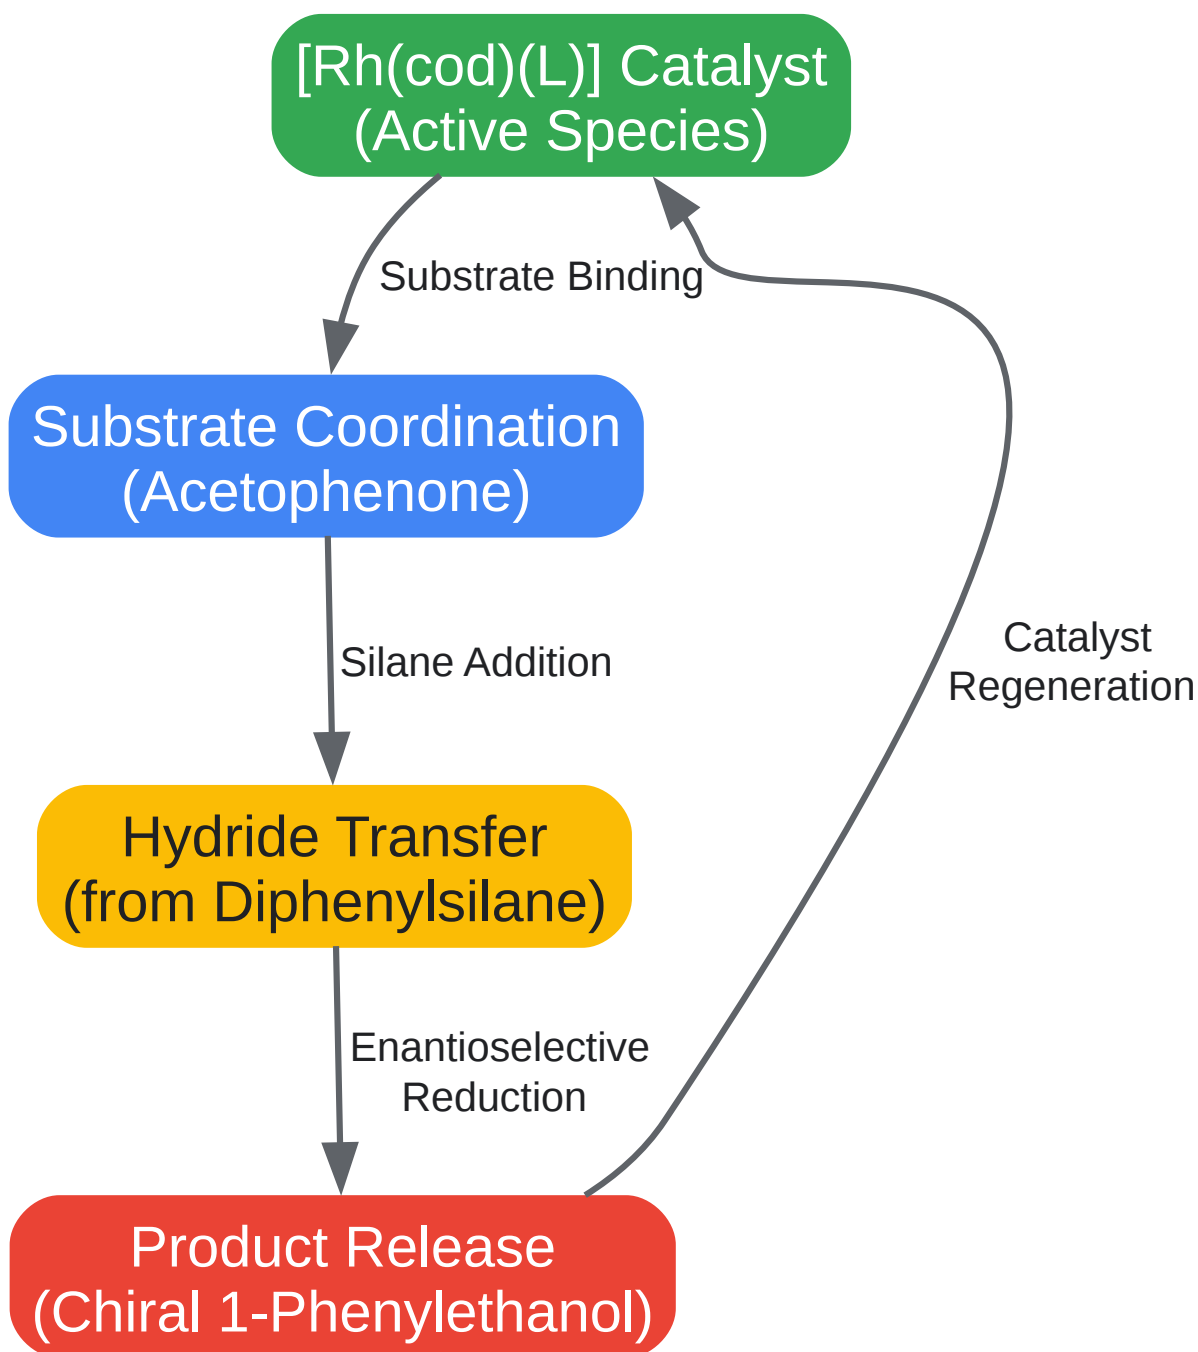 [Rh(cod)(L)] Catalyst
(Active Species)
Substrate Binding
Substrate Coordination
(Acetophenone)
Silane Addition
Catalyst
Regeneration
Hydride Transfer
(from Diphenylsilane)
Enantioselective
Reduction
Product Release
(Chiral 1-Phenylethanol)